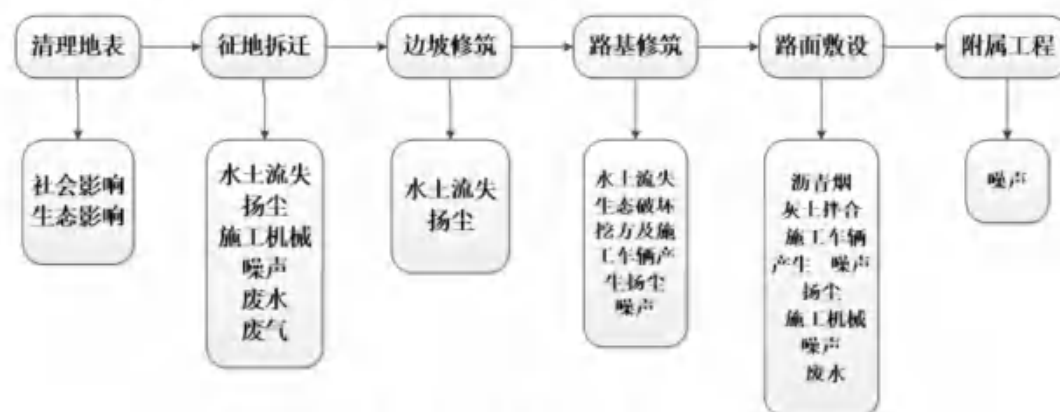 清理地表
征地拆迁
边坡修筑
路基修筑
路面敷设
附属工程
社会影响
生态影响
水土流失
扬尘
施工机械
噪声
废水
废气
水土流失
扬尘
水土流失
生态破坏
挖方及施
工车辆产
生扬尘
噪声
沥青烟
灰土拌合
施工车辆
产生 噪声
扬尘
施工机械
噪声
废水
噪声